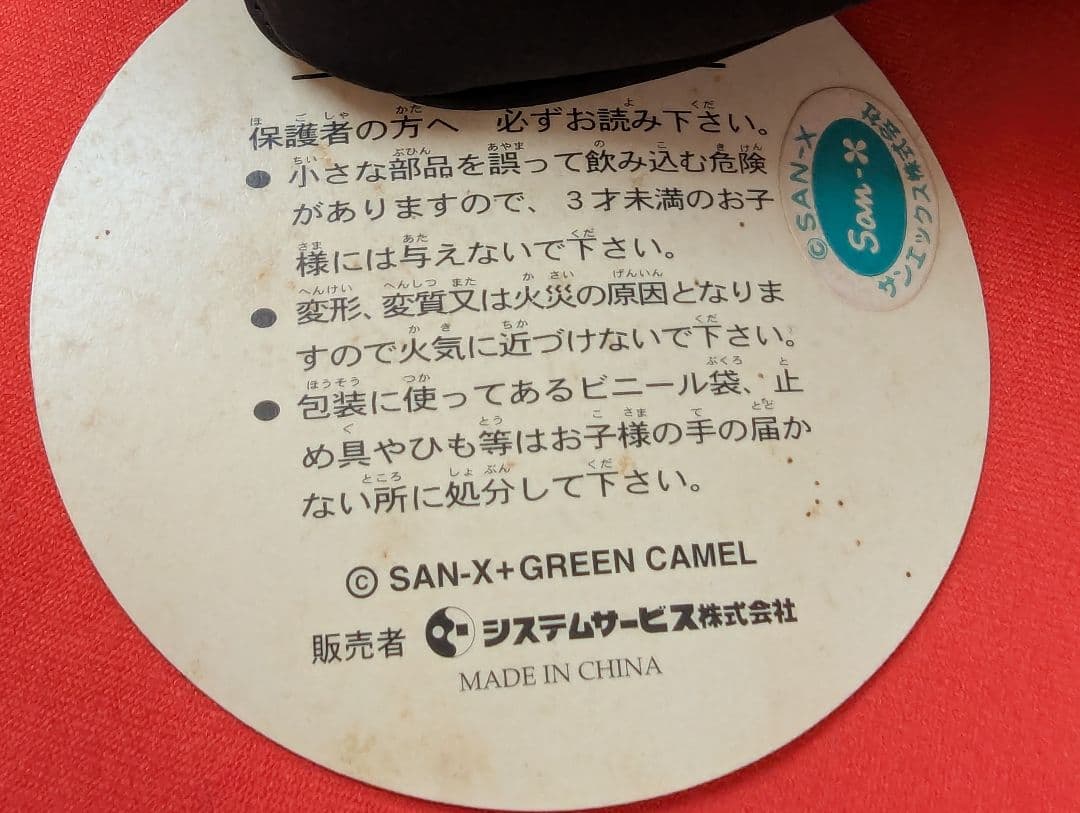 保護者の方へ 必ずお読み下さい。
● 小さな部品を誤って飲み込む危険
がありますので、3才未満のお子
様には与えないで下さい。
● 変形、変質又は火災の原因となりま
すので火気に近づけないで下さい。
● 包装に使ってあるビニール袋、止
め具やひも等はお子様の手の届か
ない所に処分して下さい。
© SAN-X+GREEN CAMEL
販売者 システムサービス株式会社
MADE IN CHINA
© SAN-X
San-X
サンエックス株式会社